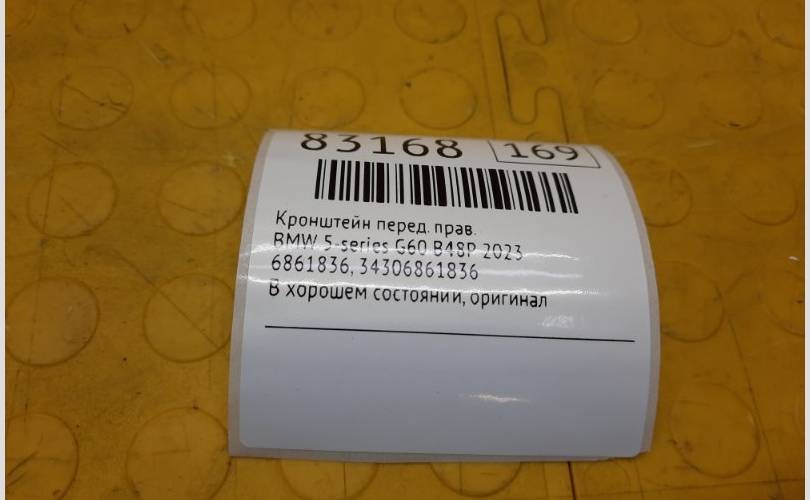 83168 169
Кронштейн перед. прав.
BMW 5-series G60 B48P 2023
6861836, 34306861836
В хорошем состоянии, оригинал